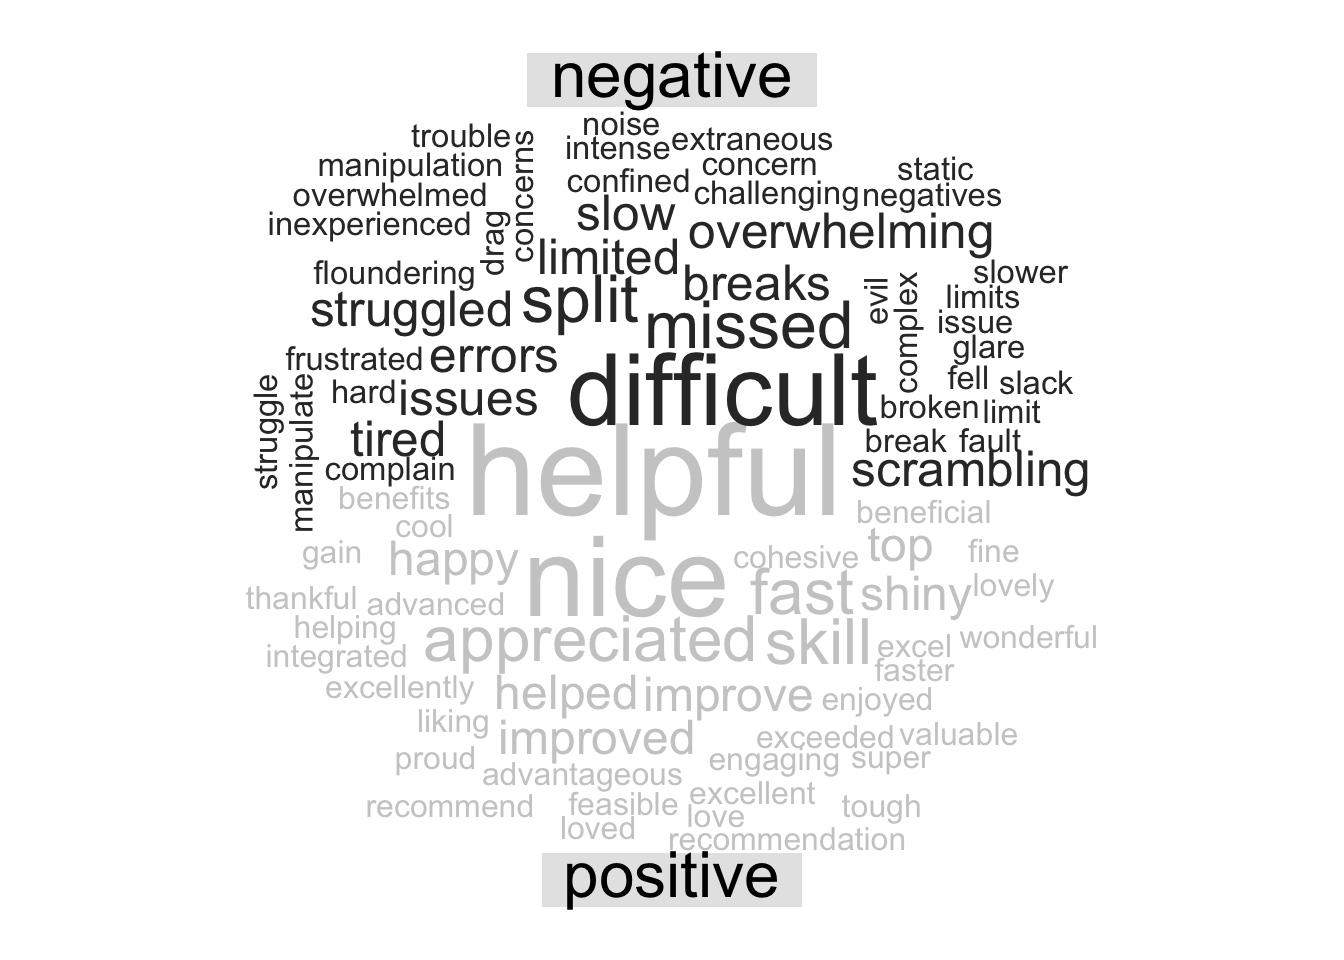 negative
noise
trouble
concerns
intense
extraneous
manipulation
concern
static
overwhelmed
confined
challenging
negatives
inexperienced
drag
slow
overwhelming
limited
floundering
slower
breaks
evil
complex
limits
struggled
split
missed
issue
frustrated
errors
glare
difficult
fell
slack
struggle
manipulate
hard
issues
broken
limit
tired
break
fault
complain
helpful
scrambling
benefits
beneficial
cool
gain
happy
nice
cohesive
top
fine
thankful
advanced
fast
shiny
lovely
helping
integrated
appreciated
skill
excel
wonderful
faster
excellently
helped
improve
enjoyed
liking
improved
exceeded
valuable
proud
engaging
super
advantageous
recommend
feasible
excellent
tough
love
loved
recommendation
positive